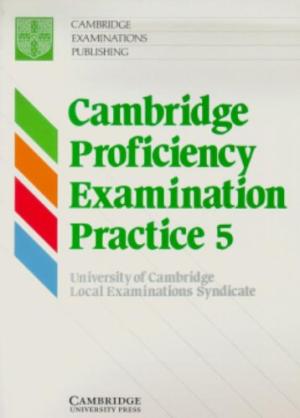 CAMBRIDGE
EXAMINATIONS
PUBLISHING
Cambridge
Proficiency
Examination
Practice 5
University of Cambridge
Local Examinations Syndicate
CAMBRIDGE
UNIVERSITY PRESS